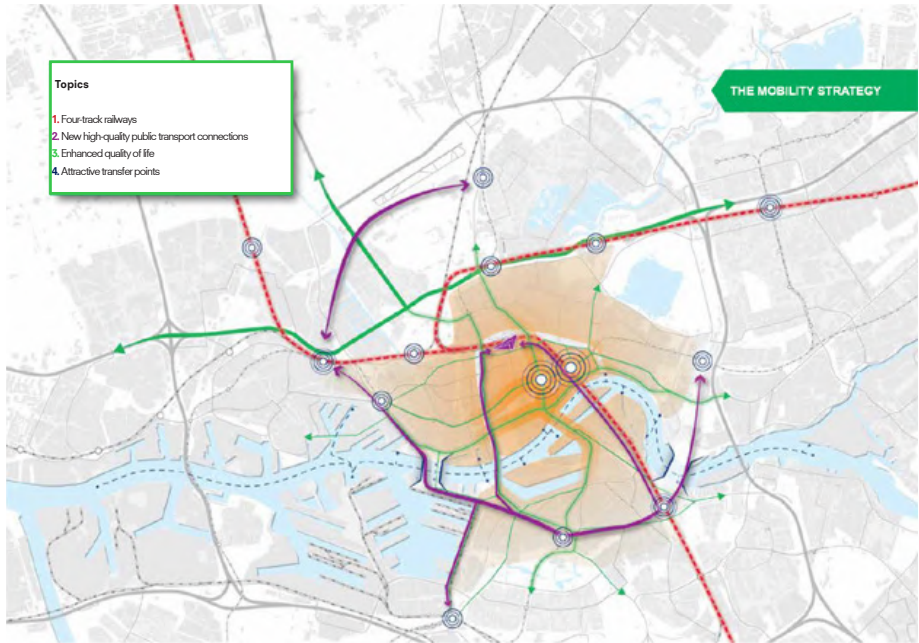 Topics
1. Four-track railways
2. New high-quality public transport connections
3. Enhanced quality of life
4. Attractive transfer points
THE MOBILITY STRATEGY